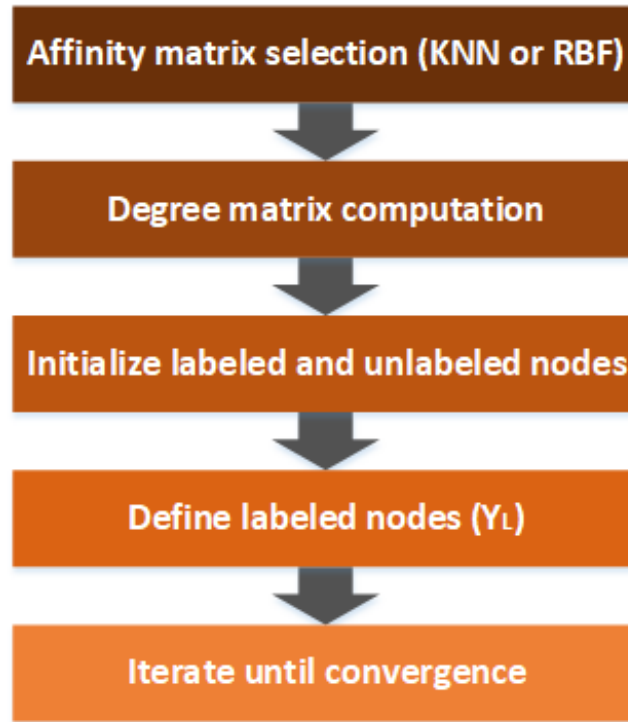 Affinity matrix selection (KNN or RBF)
Degree matrix computation
Initialize labeled and unlabeled nodes
Define labeled nodes (YL)
Iterate until convergence